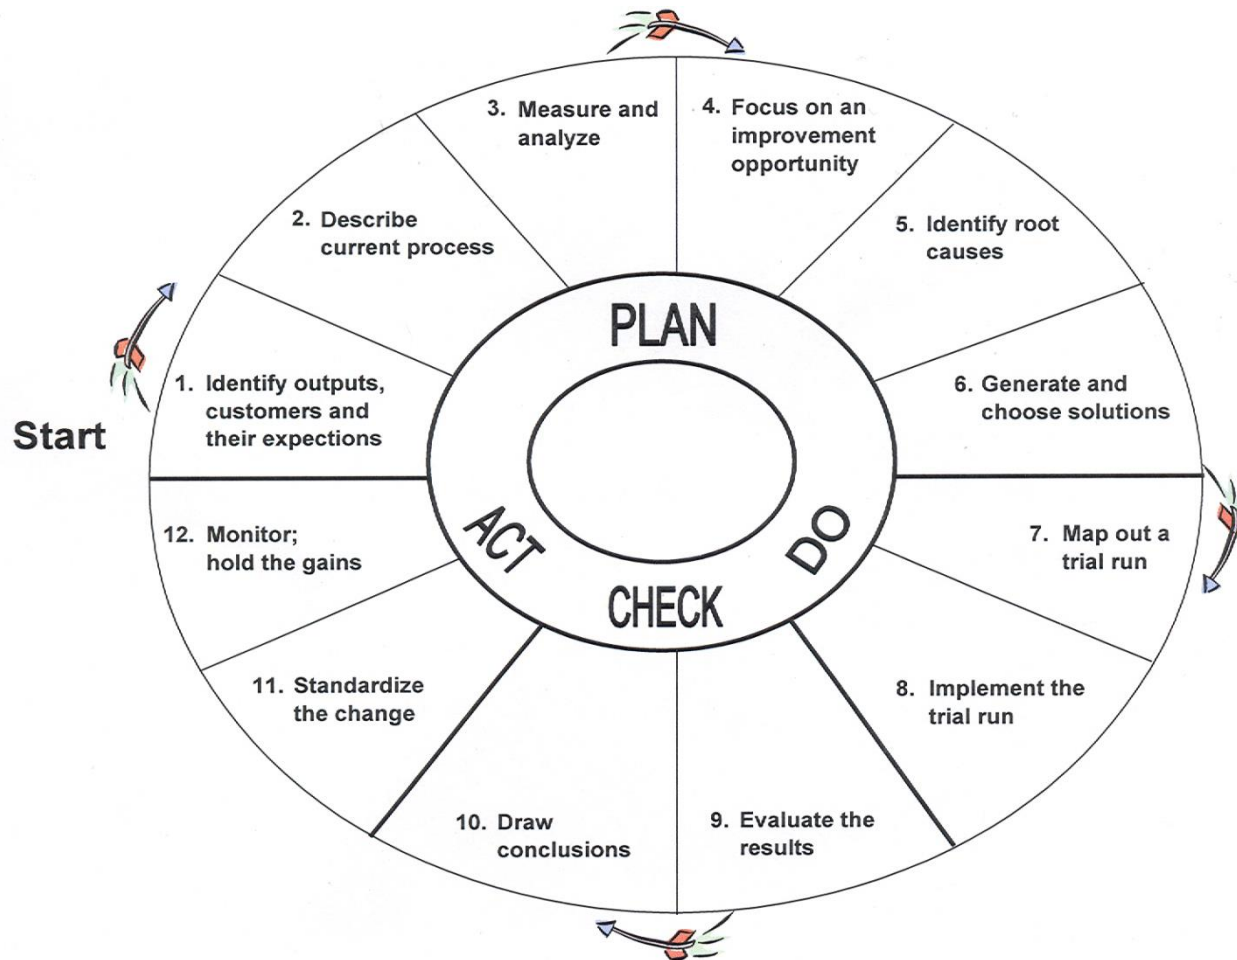 Start
1. Identify outputs,
customers and
their expections
2. Describe
current process
3. Measure and
analyze
4. Focus on an
improvement
opportunity
5. Identify root
causes
6. Generate and
choose solutions
7. Map out a
trial run
8. Implement the
trial run
9. Evaluate the
results
10. Draw
conclusions
11. Standardize
the change
12. Monitor;
hold the gains
PLAN
DO
CHECK
ACT